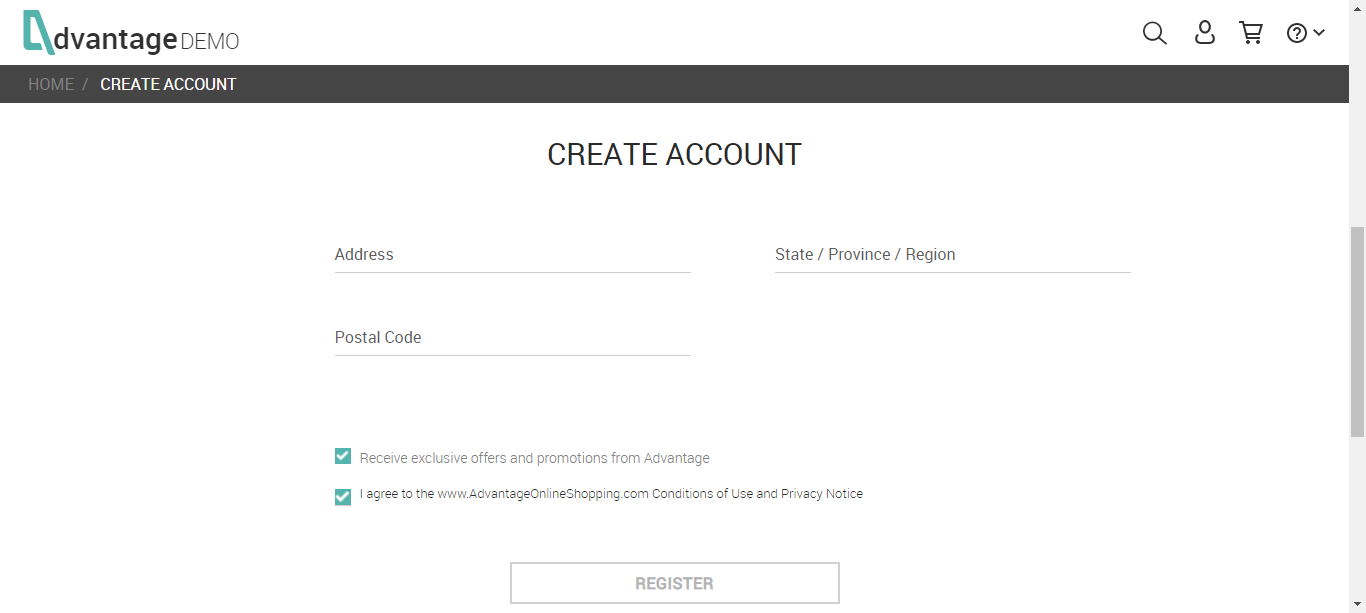 dvantage DEMO
HOME / CREATE ACCOUNT
CREATE ACCOUNT
Address
State / Province / Region
Postal Code
Receive exclusive offers and promotions from Advantage
I agree to the www.AdvantageOnlineShopping.com Conditions of Use and Privacy Notice
REGISTER